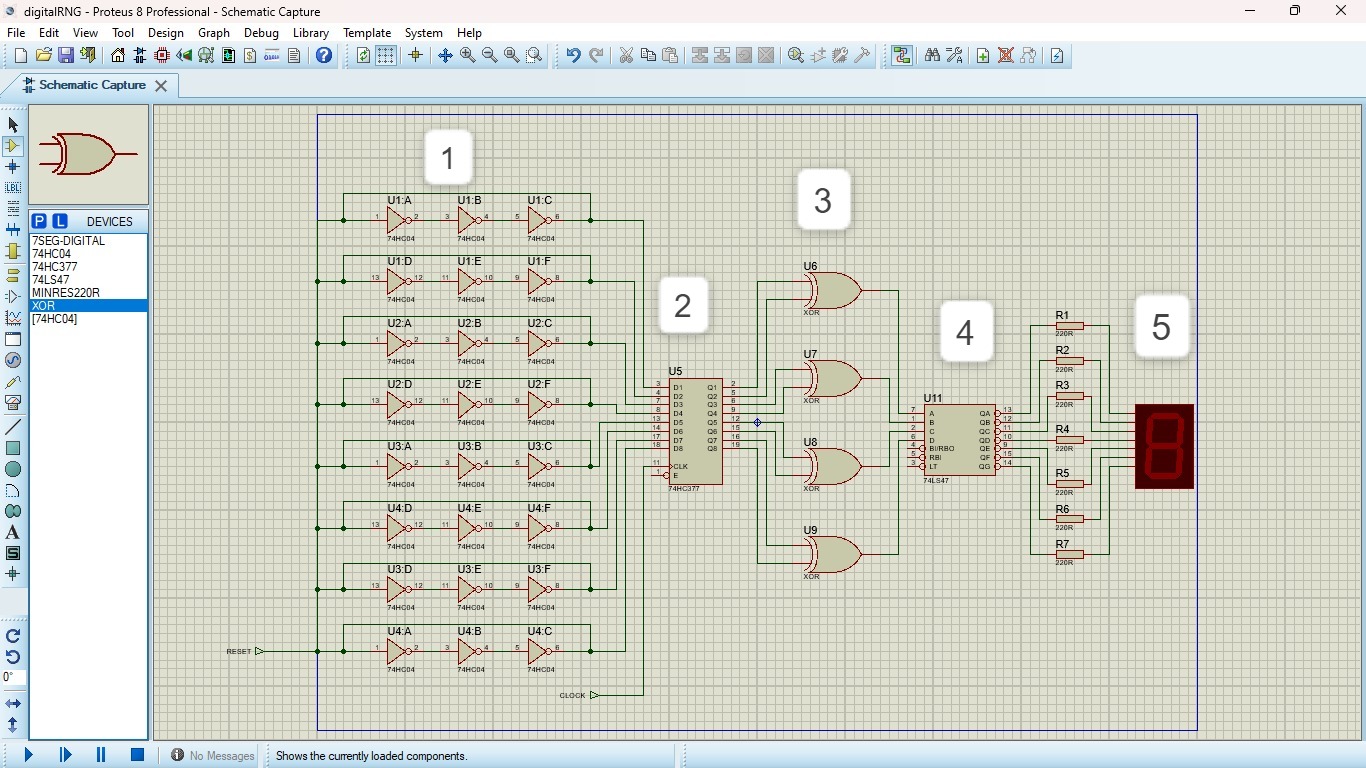 digitalRNG - Proteus 8 Professional - Schematic Capture
File Edit View Tool Design Graph Debug Library Template System Help
Schematic Capture
P L DEVICES
7SEG-DIGITAL
74HC04
74HC377
74LS47
MINRES220R
XOR
[74HC04]
LBL
A
S
0°
1
U1:A U1:B U1:C
1 2 3 4 5 6
74HC04 74HC04 74HC04
U1:D U1:E U1:F
13 12 11 10 9 8
74HC04 74HC04 74HC04
U2:A U2:B U2:C
1 2 3 4 5 6
74HC04 74HC04 74HC04
U2:D U2:E U2:F
13 12 11 10 9 8
74HC04 74HC04 74HC04
U3:A U3:B U3:C
1 2 3 4 5 6
74HC04 74HC04 74HC04
U4:D U4:E U4:F
13 12 11 10 9 8
74HC04 74HC04 74HC04
U3:D U3:E U3:F
13 12 11 10 9 8
74HC04 74HC04 74HC04
U4:A U4:B U4:C
1 2 3 4 5 6
74HC04 74HC04 74HC04
RESET
CLOCK
2
U5
3 D1 Q1 2
4 D2 Q2 5
7 D3 Q3 6
8 D4 Q4 9
13 D5 Q5 12
14 D6 Q6 15
17 D7 Q7 16
18 D8 Q8 19
11 CLK
1 E
74HC377
3
U6
XOR
U7
XOR
U8
XOR
U9
XOR
4
U11
7 A QA 13
1 B QB 12
2 C QC 11
6 D QD 10
4 BI/RBO QE 9
5 RBI QF 15
3 LT QG 14
74LS47
R1
220R
R2
220R
R3
220R
R4
220R
R5
220R
R6
220R
R7
220R
5
8
No Messages
Shows the currently loaded components.